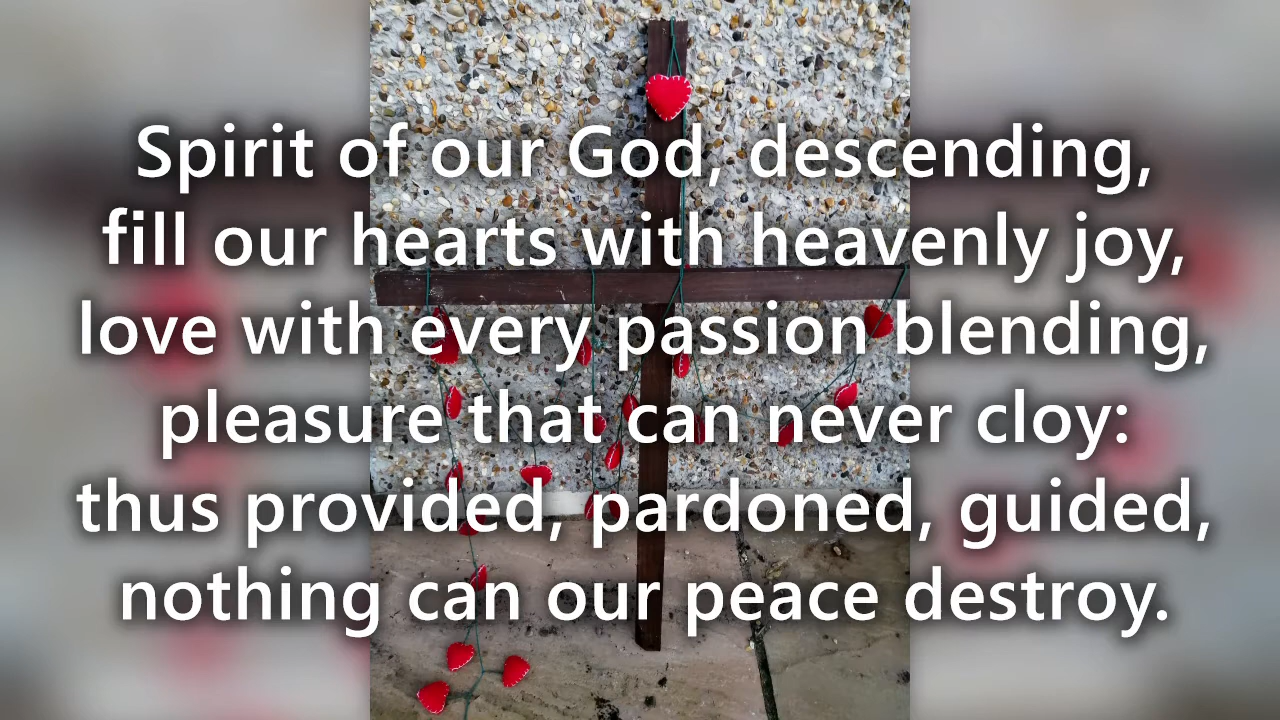 Spirit of our God, descending,
fill our hearts with heavenly joy,
love with every passion blending,
pleasure that can never cloy:
thus provided, pardoned, guided,
nothing can our peace destroy.